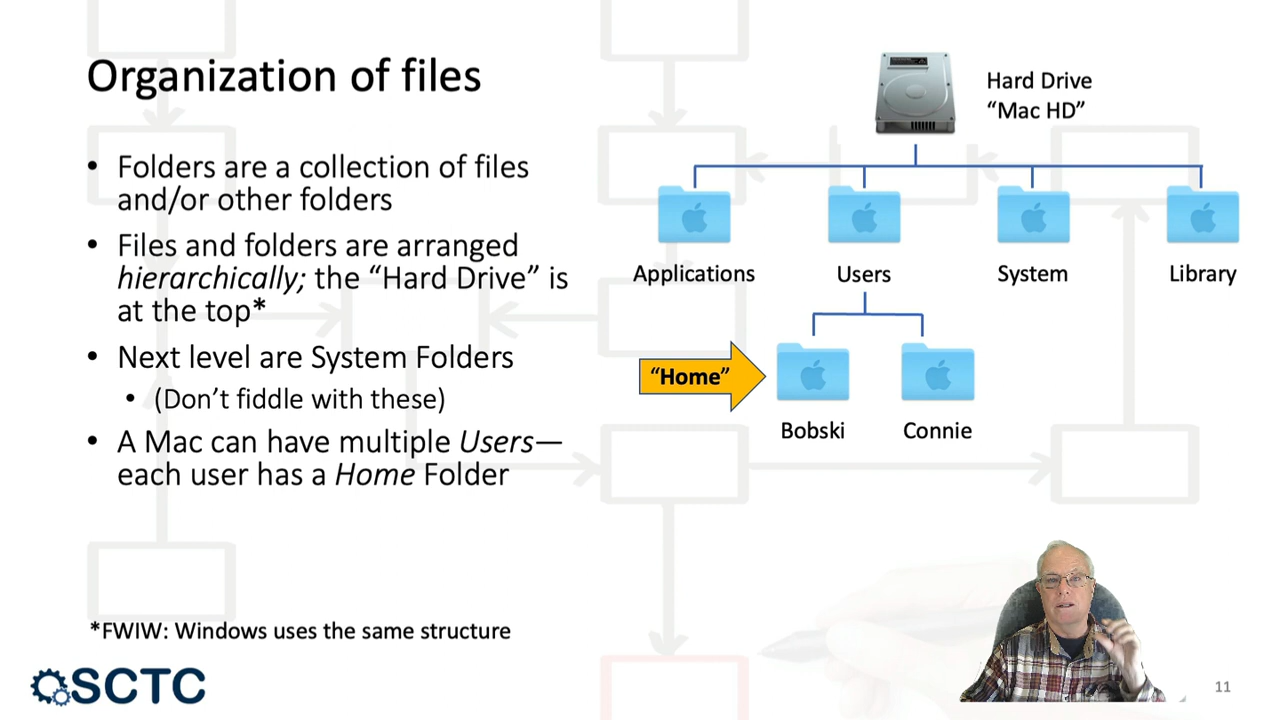 Organization of files
• Folders are a collection of files
and/or other folders
• Files and folders are arranged
hierarchically; the “Hard Drive” is
at the top*
• Next level are System Folders
• (Don’t fiddle with these)
• A Mac can have multiple Users—
each user has a Home Folder
*FWIW: Windows uses the same structure
SCTC
Hard Drive
“Mac HD”
Applications
Users
System
Library
“Home”
Bobski
Connie
11